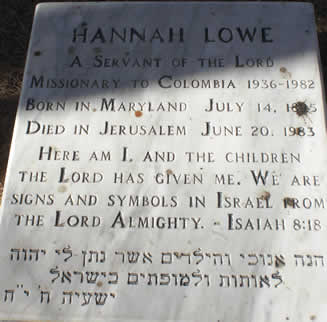 HANNAH LOWE
A SERVANT OF THE LORD
MISSIONARY TO COLOMBIA 1936-1982
BORN IN MARYLAND JULY 14,
DIED IN JERUSALEM JUNE 20, 1983
HERE AM I, AND THE CHILDREN
THE LORD HAS GIVEN ME. WE ARE
SIGNS AND SYMBOLS IN ISRAEL FROM
THE LORD ALMIGHTY. - ISAIAH 8:18
הנה אנוכי והילדים אשר נתן לי יהוה
לאותות ולמופתים בישראל
ישעיה ח' י"ח